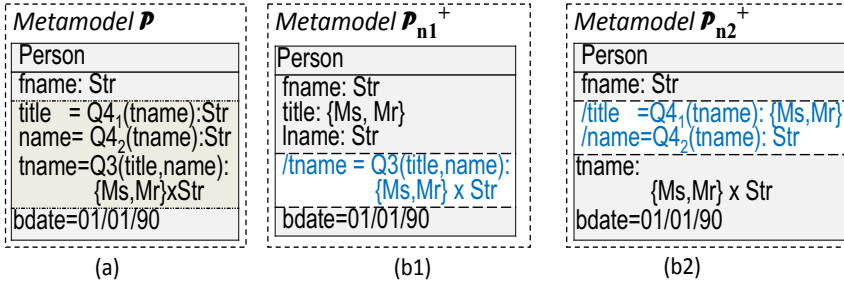 Metamodel P
Person
fname: Str
title = Q4₁(tname):Str
name= Q4₂(tname):Str
tname=Q3(title,name):
{Ms,Mr}xStr
bdate=01/01/90
(a)
Metamodel Pn1+
Person
fname: Str
title: {Ms, Mr}
lname: Str
/tname = Q3(title,name):
{Ms,Mr} x Str
bdate=01/01/90
(b1)
Metamodel Pn2+
Person
fname: Str
/title =Q4₁(tname): {Ms,Mr}
/name=Q4₂(tname): Str
tname:
{Ms,Mr} x Str
bdate=01/01/90
(b2)